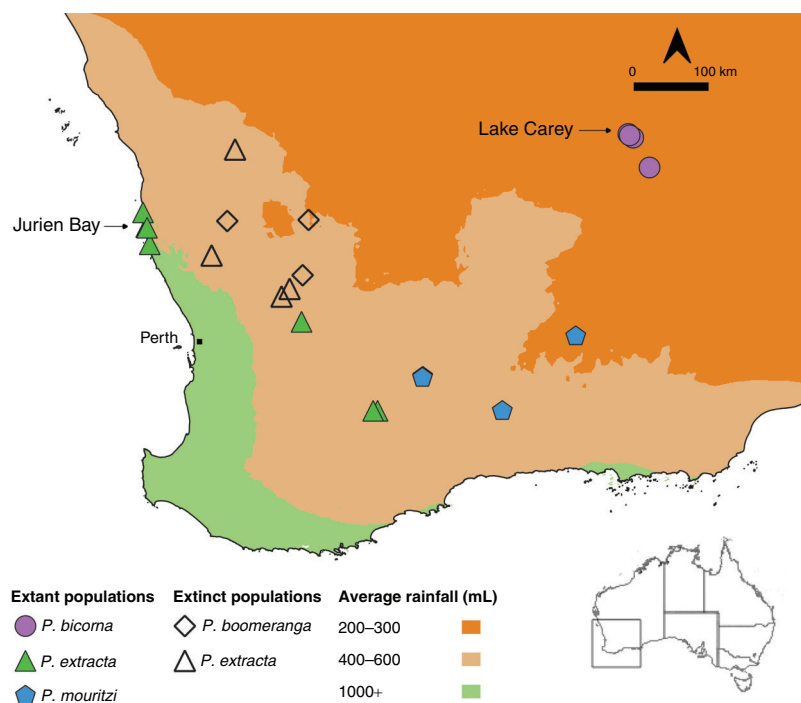 0 100 km
Lake Carey
Jurien Bay
Perth
Extant populations
P. bicorna
P. extracta
P. mouritzi
Extinct populations
P. boomeranga
P. extracta
Average rainfall (mL)
200–300
400–600
1000+